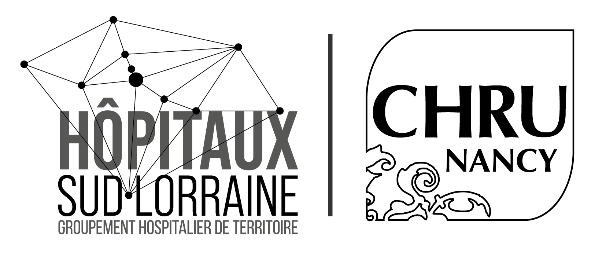 HÔPITAUX
SUD LORRAINE
GROUPEMENT HOSPITALIER DE TERRITOIRE
CHRU
NANCY